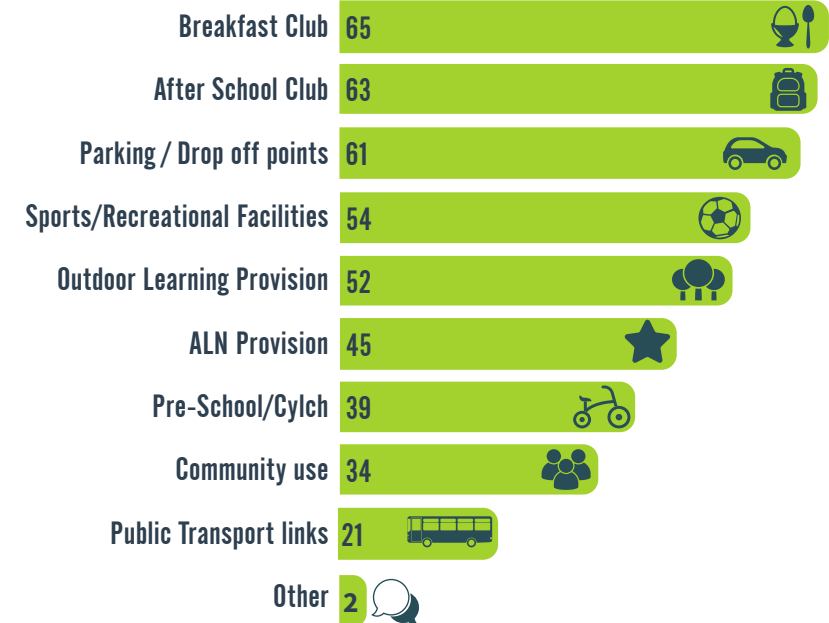 Breakfast Club 65
After School Club 63
Parking / Drop off points 61
Sports/Recreational Facilities 54
Outdoor Learning Provision 52
ALN Provision 45
Pre-School/Cylch 39
Community use 34
Public Transport links 21
Other 2